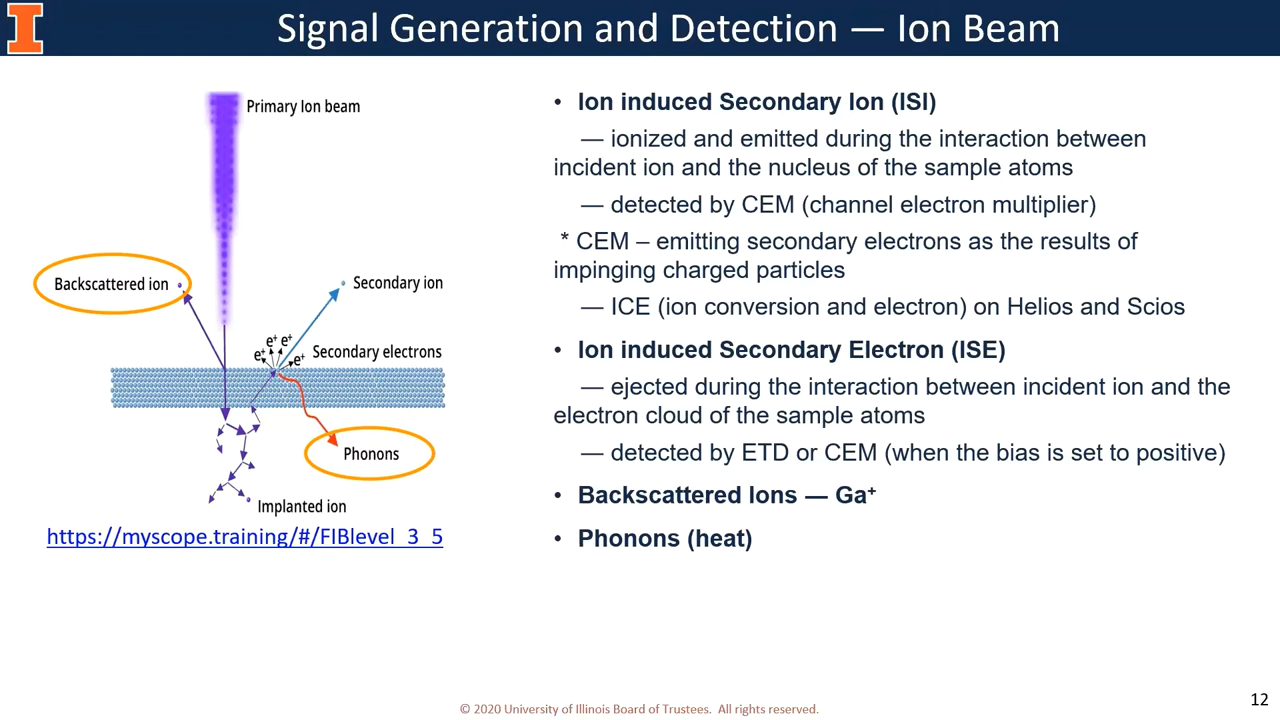 Signal Generation and Detection — Ion Beam
Primary Ion beam
Backscattered ion
Secondary ion
e⁺ e⁺ e⁺ e⁺
Secondary electrons
Phonons
Implanted ion
https://myscope.training/#/FIBlevel_3_5
• Ion induced Secondary Ion (ISI)
— ionized and emitted during the interaction between
incident ion and the nucleus of the sample atoms
— detected by CEM (channel electron multiplier)
* CEM – emitting secondary electrons as the results of
impinging charged particles
— ICE (ion conversion and electron) on Helios and Scios
• Ion induced Secondary Electron (ISE)
— ejected during the interaction between incident ion and the
electron cloud of the sample atoms
— detected by ETD or CEM (when the bias is set to positive)
• Backscattered Ions — Ga⁺
• Phonons (heat)
© 2020 University of Illinois Board of Trustees. All rights reserved.
12